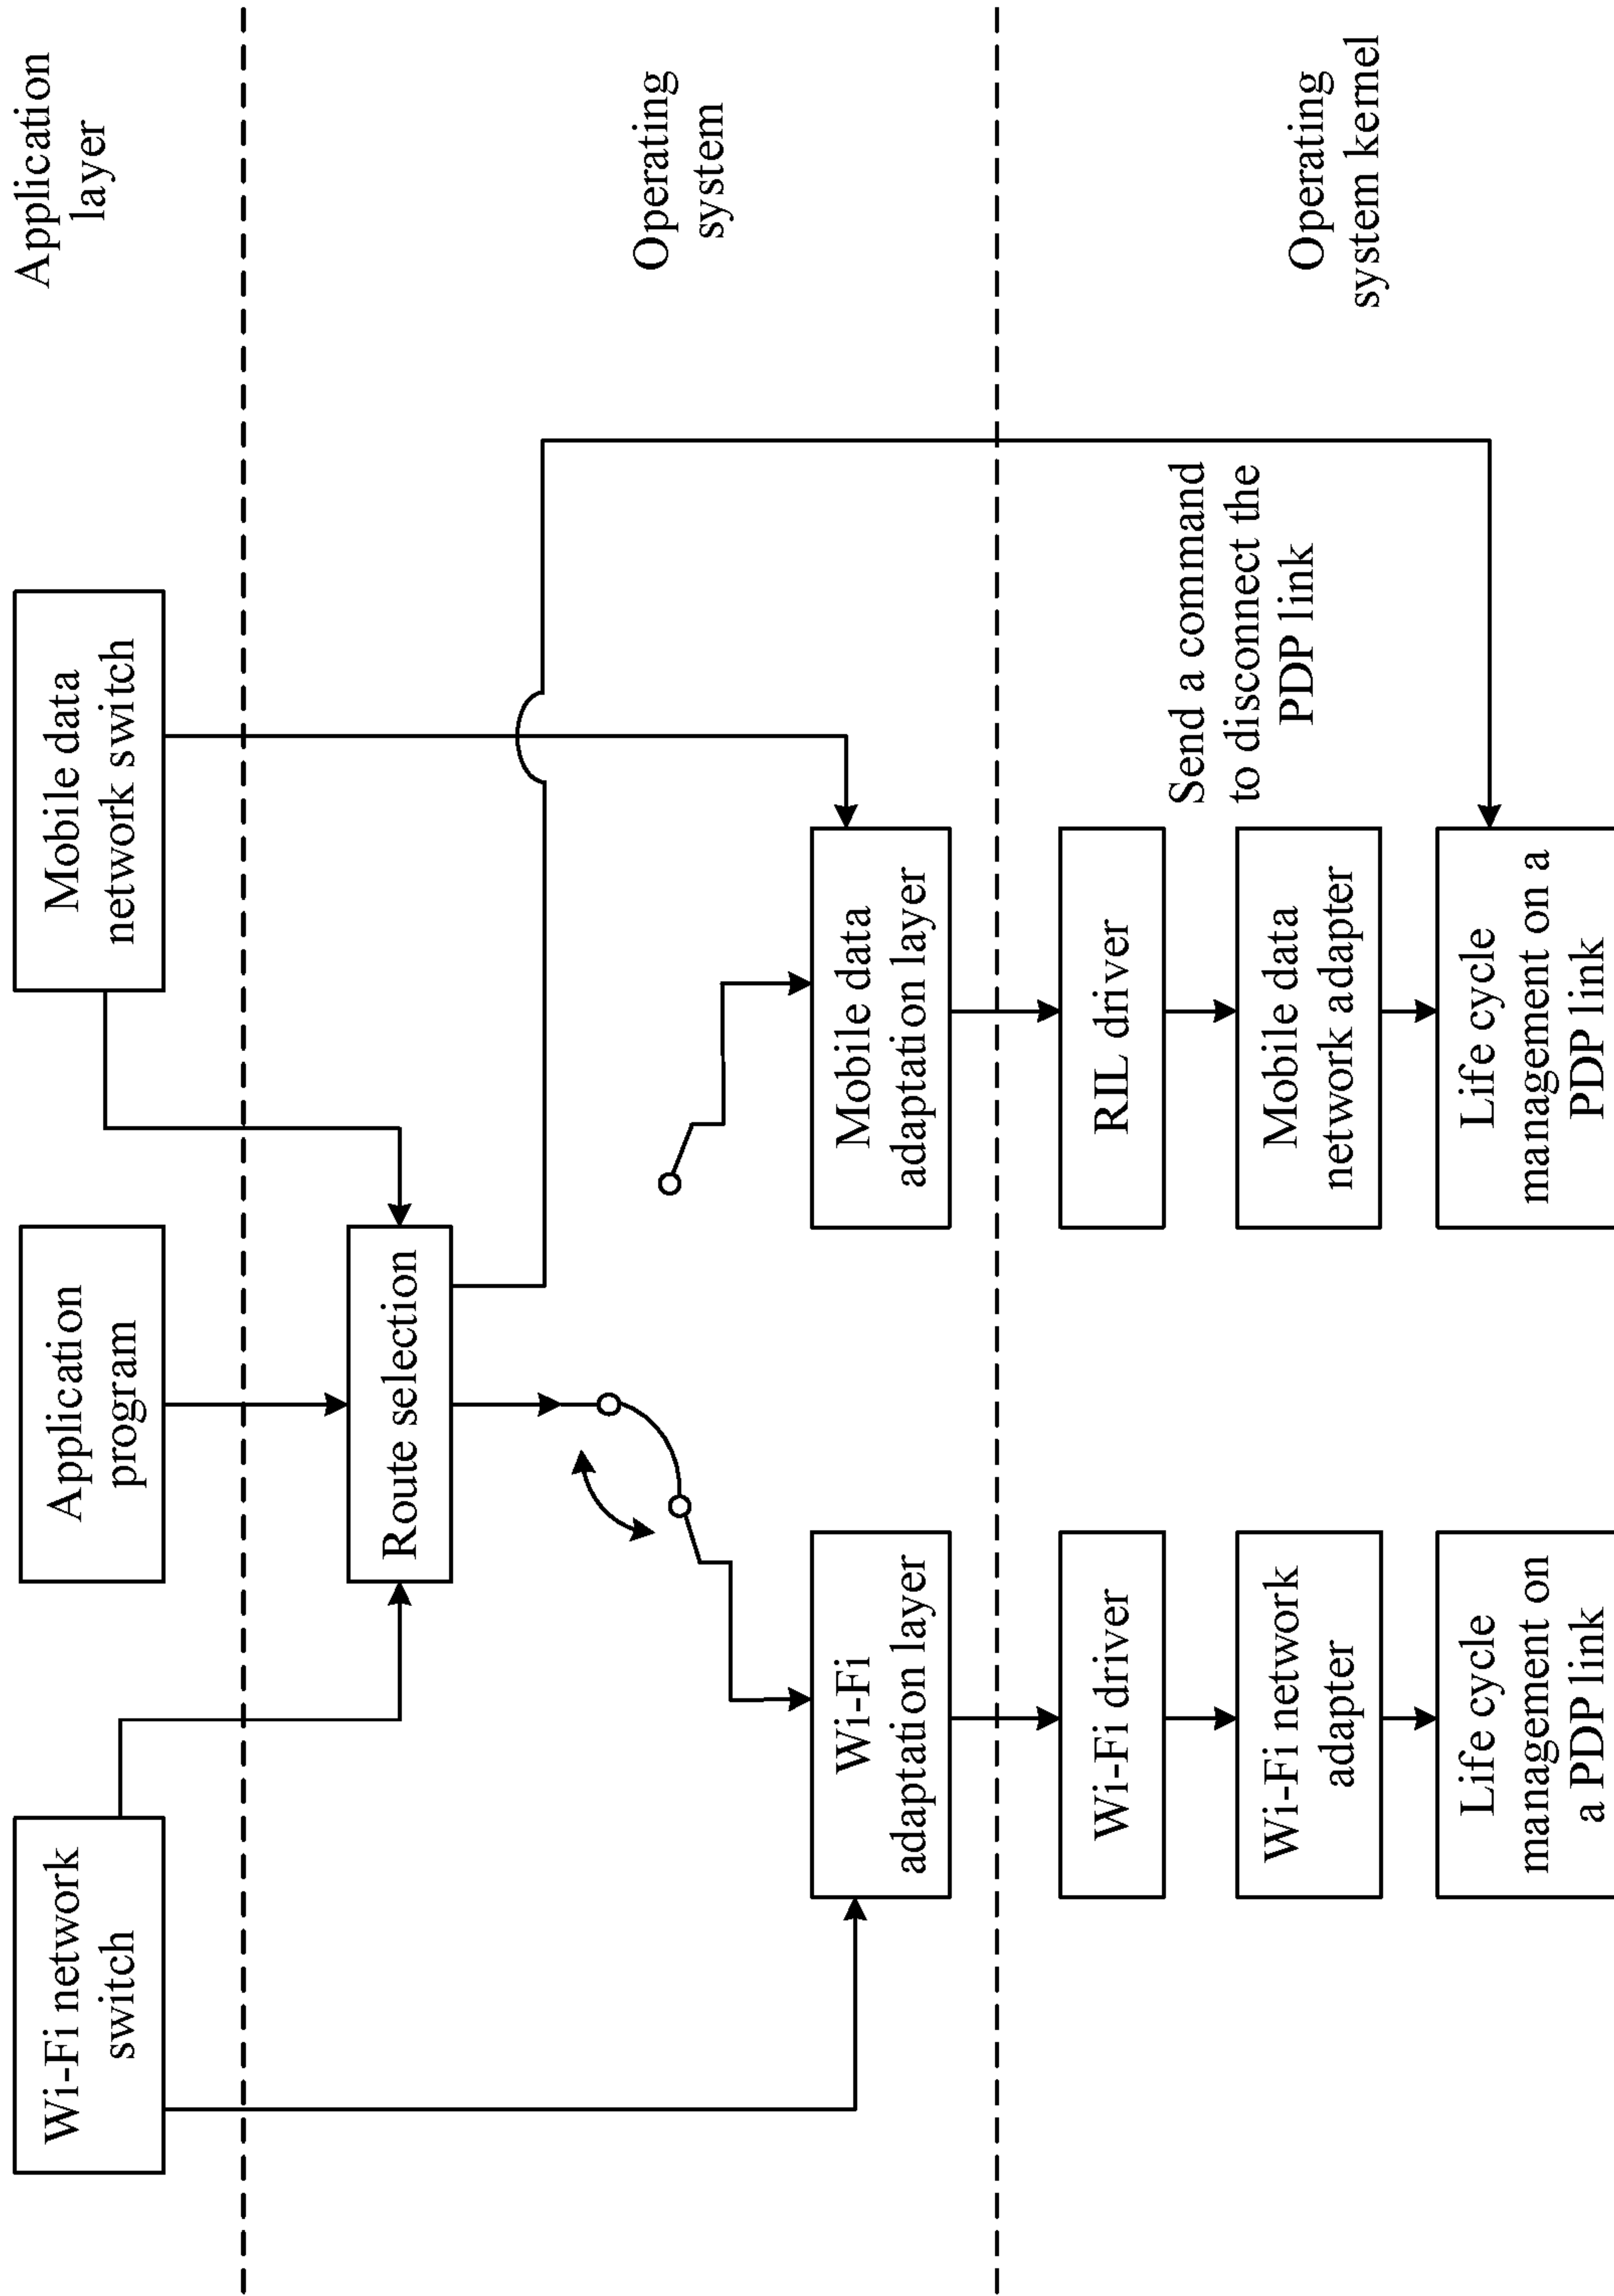 Wi-Fi network
switch
Application
program
Mobile data
network switch
Application
layer
Route selection
Operating
system
Wi-Fi
adaptation layer
Mobile data
adaptation layer
Wi-Fi driver
RIL driver
Send a command
to disconnect the
PDP link
Operating
system kernel
Wi-Fi network
adapter
Mobile data
network adapter
Life cycle
management on
a PDP link
Life cycle
management on a
PDP link